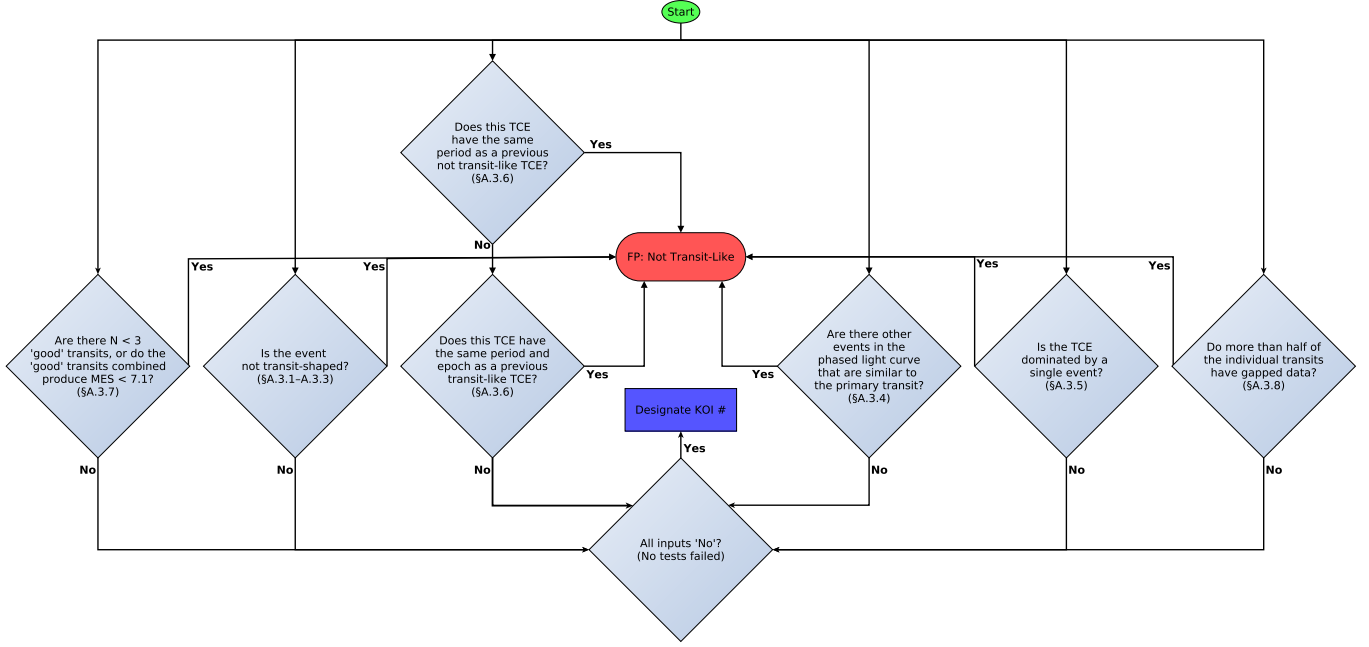 Start
Does this TCE
have the same
period as a previous
not transit-like TCE?
(§A.3.6)
Yes
No
FP: Not Transit-Like
Yes
Yes
Yes
Yes
Are there N < 3
'good' transits, or do the
'good' transits combined
produce MES < 7.1?
(§A.3.7)
Is the event
not transit-shaped?
(§A.3.1–A.3.3)
Does this TCE have
the same period and
epoch as a previous
transit-like TCE?
(§A.3.6)
Yes
Yes
Are there other
events in the
phased light curve
that are similar to
the primary transit?
(§A.3.4)
Is the TCE
dominated by a
single event?
(§A.3.5)
Do more than half of
the individual transits
have gapped data?
(§A.3.8)
Designate KOI #
Yes
No
No
No
No
No
No
All inputs 'No'?
(No tests failed)